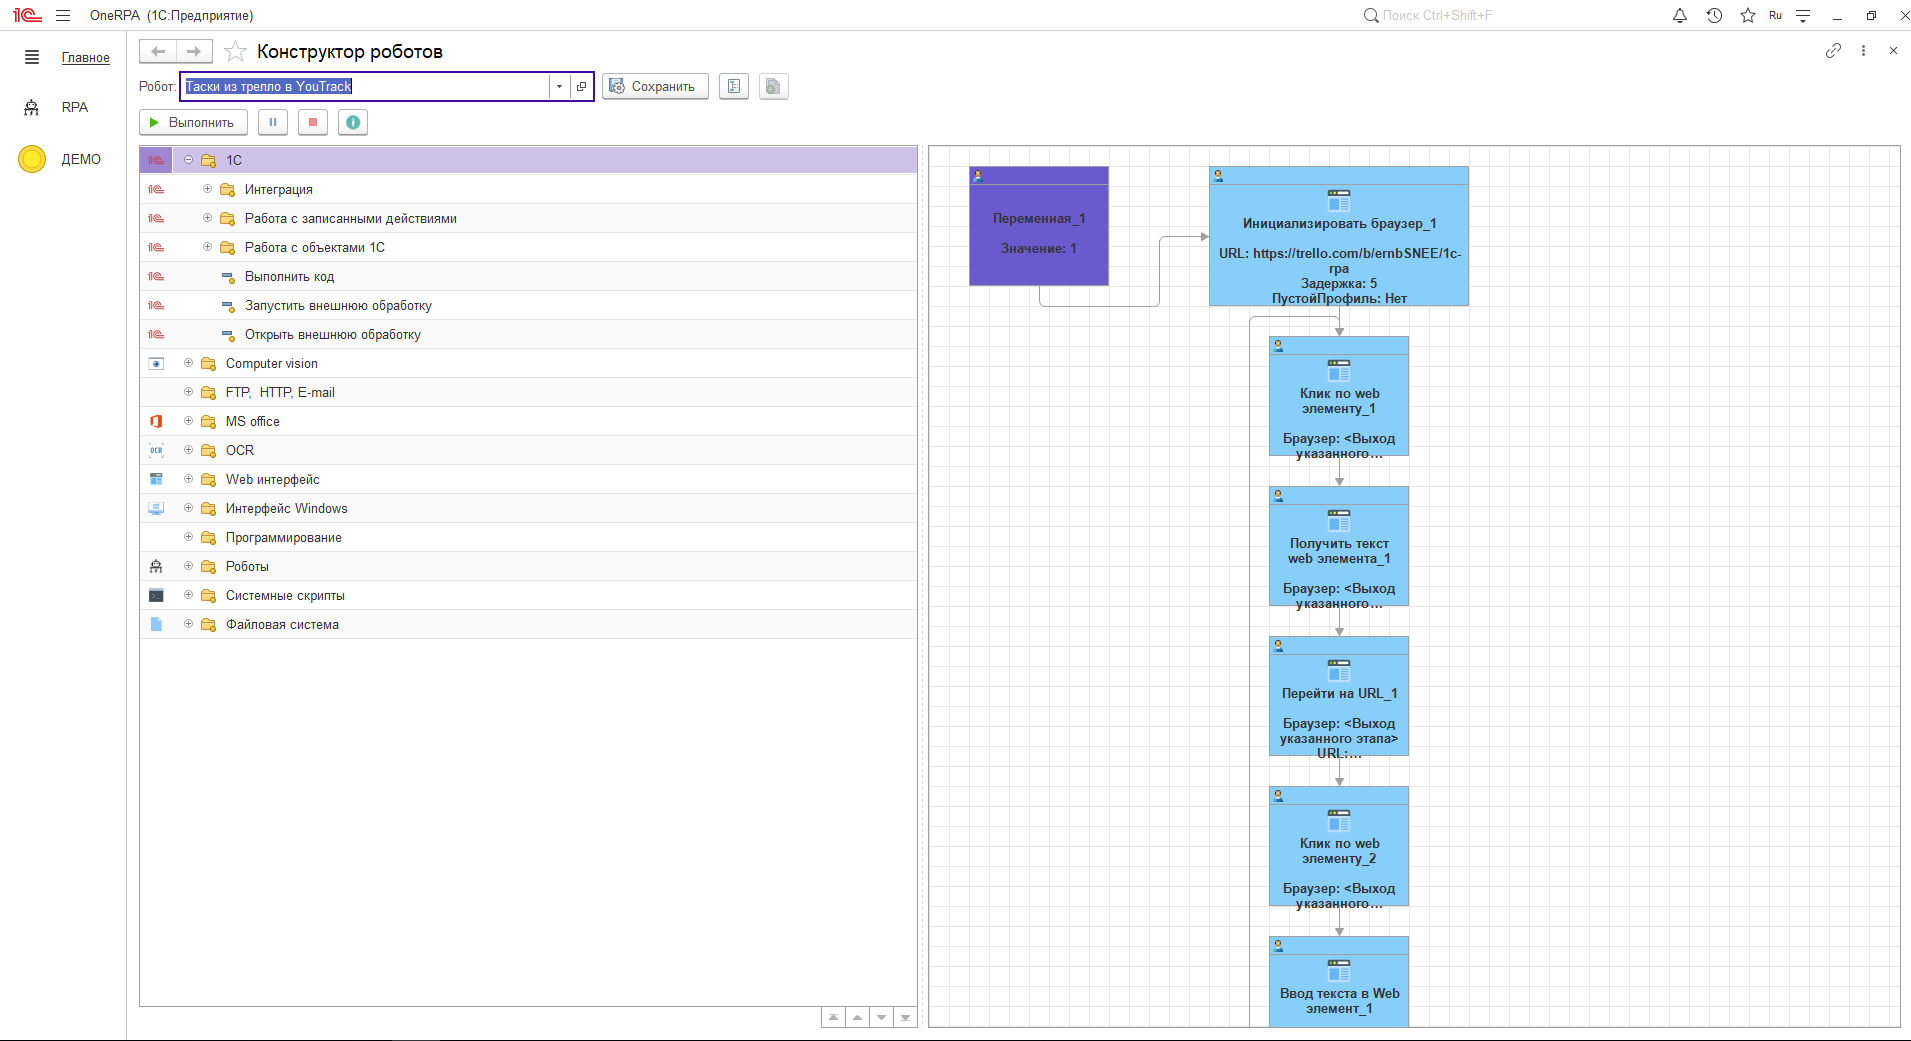 OneRPA (1С:Предприятие)
Поиск Ctrl+Shift+F
Ru
Главное
RPA
ДЕМО
Конструктор роботов
Робот:
Таски из трелло в YouTrack
Сохранить
Выполнить
1С
Интеграция
Работа с записанными действиями
Работа с объектами 1С
Выполнить код
Запустить внешнюю обработку
Открыть внешнюю обработку
Computer vision
FTP, HTTP, E-mail
MS office
OCR
Web интерфейс
Интерфейс Windows
Программирование
Роботы
Системные скрипты
Файловая система
Переменная_1
Значение: 1
Инициализировать браузер_1
URL: https://trello.com/b/ernbSNEE/1c-
rpa
Задержка: 5
ПустойПрофиль: Нет
Клик по web
элементу_1
Браузер: <Выход
указанного...
Получить текст
web элемента_1
Браузер: <Выход
указанного...
Перейти на URL_1
Браузер: <Выход
указанного этапа>
URL:...
Клик по web
элементу_2
Браузер: <Выход
указанного...
Ввод текста в Web
элемент_1